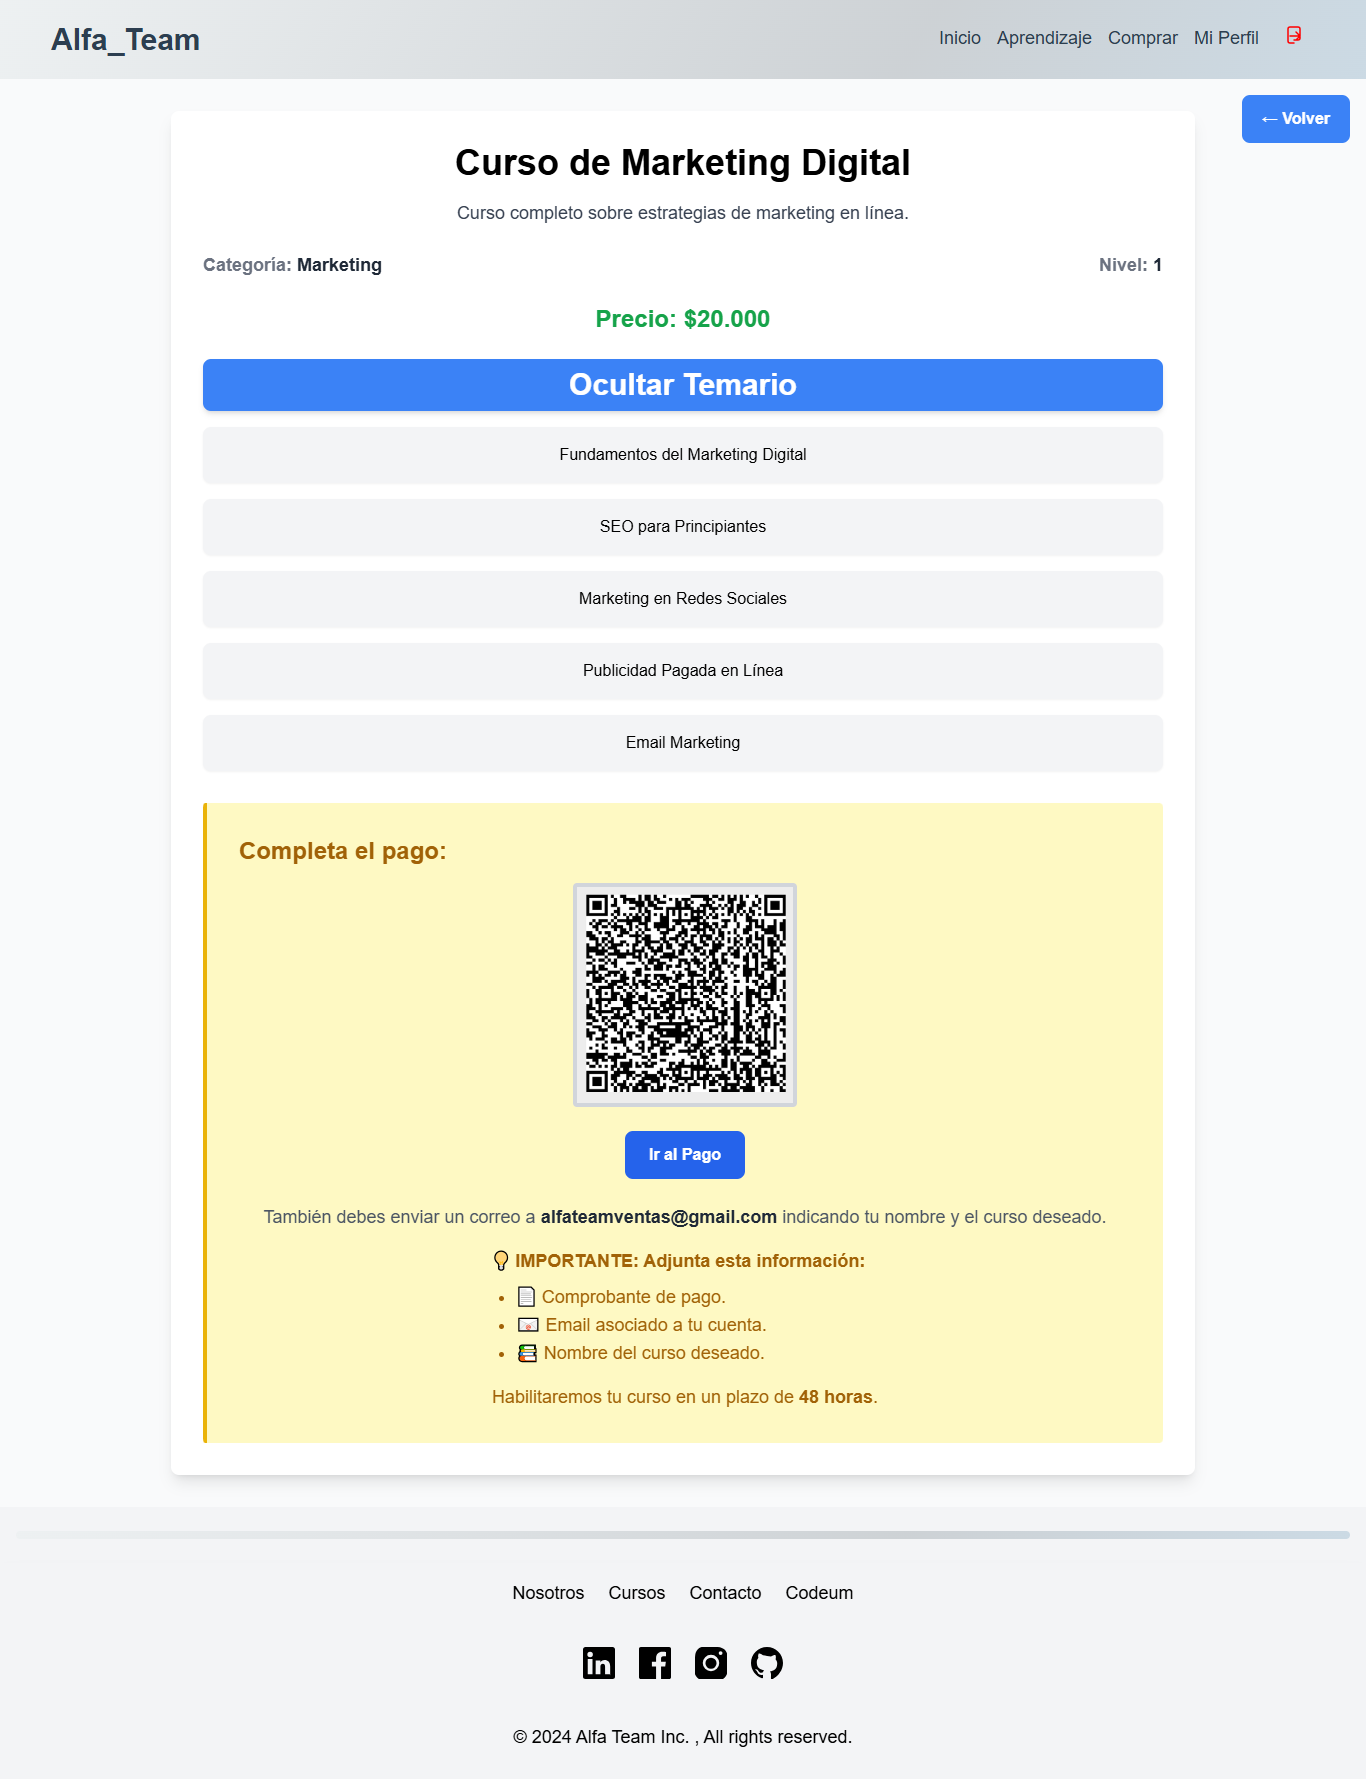 Alfa_Team
Inicio Aprendizaje Comprar Mi Perfil
← Volver
Curso de Marketing Digital
Curso completo sobre estrategias de marketing en línea.
Categoría: Marketing
Nivel: 1
Precio: $20.000
Ocultar Temario
Fundamentos del Marketing Digital
SEO para Principiantes
Marketing en Redes Sociales
Publicidad Pagada en Línea
Email Marketing
Completa el pago:
Ir al Pago
También debes enviar un correo a alfateamventas@gmail.com indicando tu nombre y el curso deseado.
💡 IMPORTANTE: Adjunta esta información:
• 📄 Comprobante de pago.
• 📧 Email asociado a tu cuenta.
• 📚 Nombre del curso deseado.
Habilitaremos tu curso en un plazo de 48 horas.
Nosotros Cursos Contacto Codeum
© 2024 Alfa Team Inc. , All rights reserved.